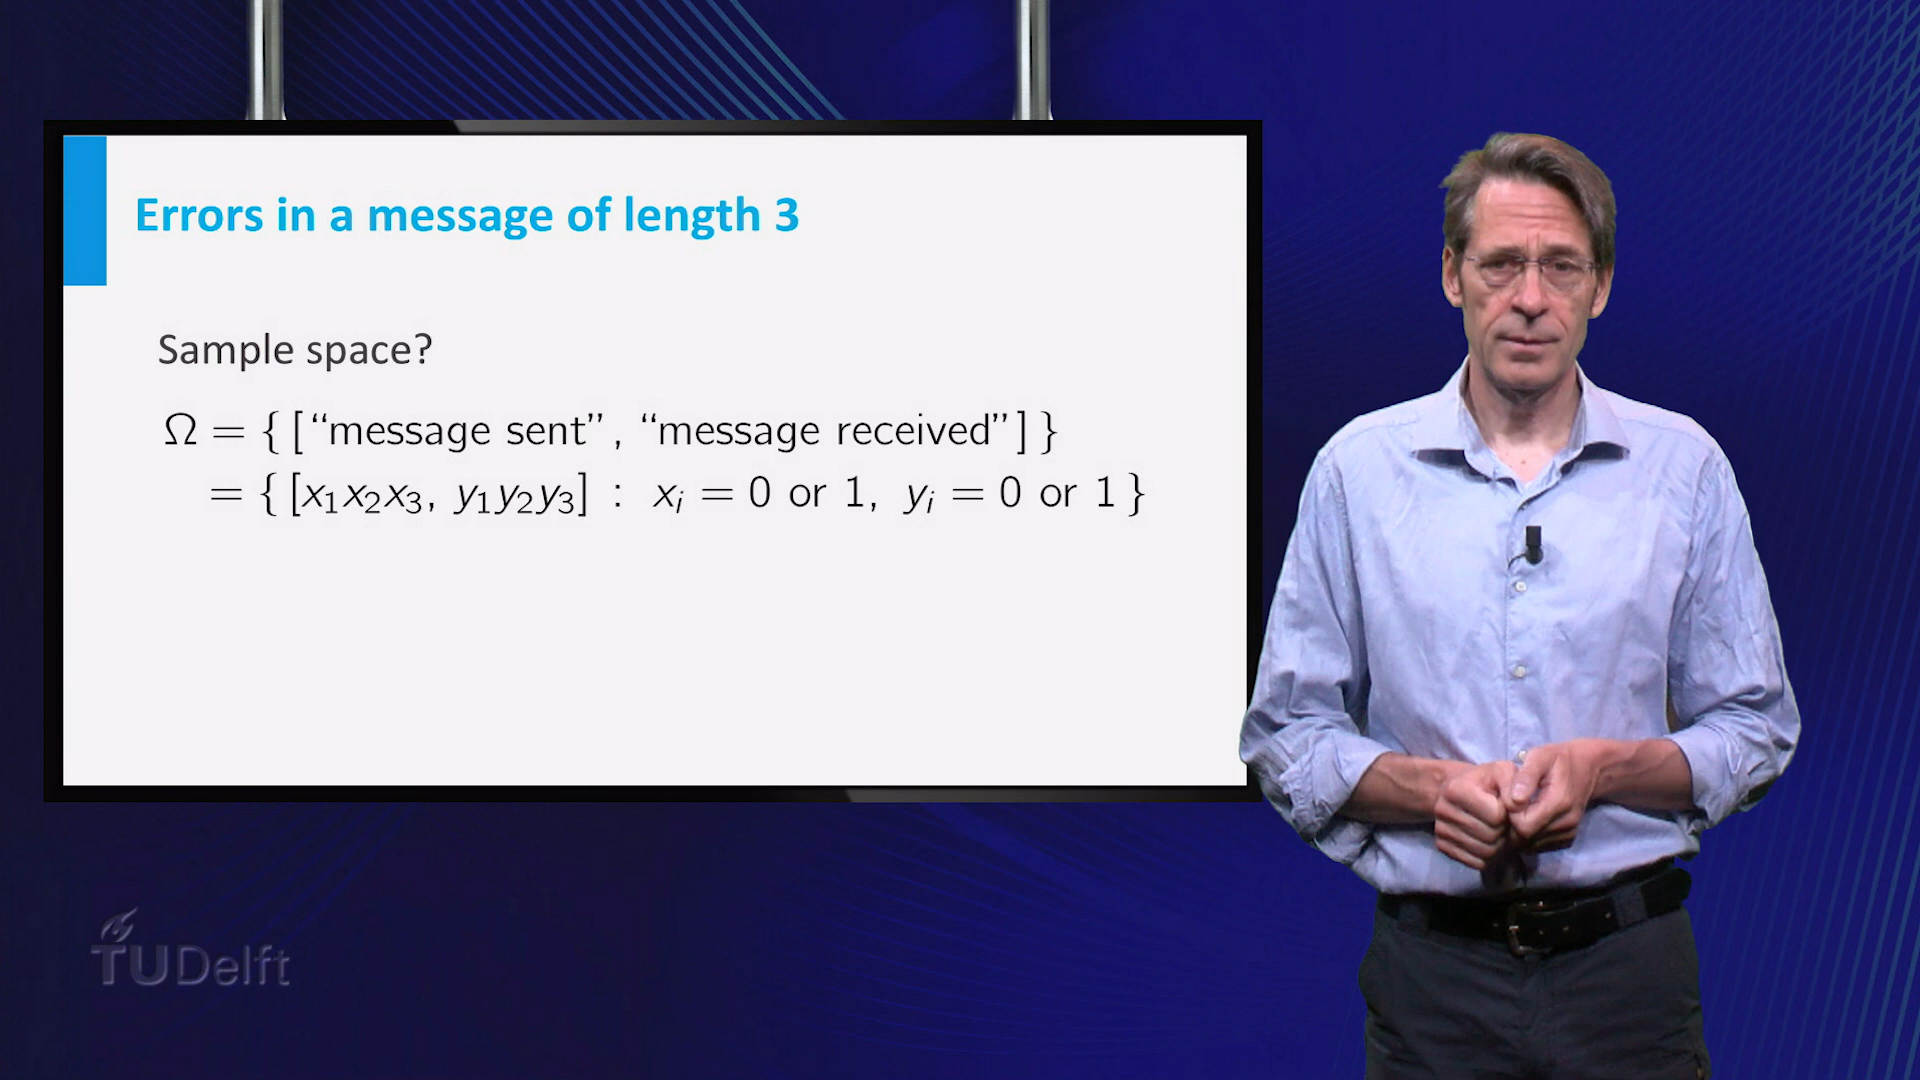 Errors in a message of length 3
Sample space?
Ω = { [ “message sent” , “message received” ] }
= { [x₁x₂x₃, y₁y₂y₃] : xᵢ = 0 or 1, yᵢ = 0 or 1 }
TUDelft